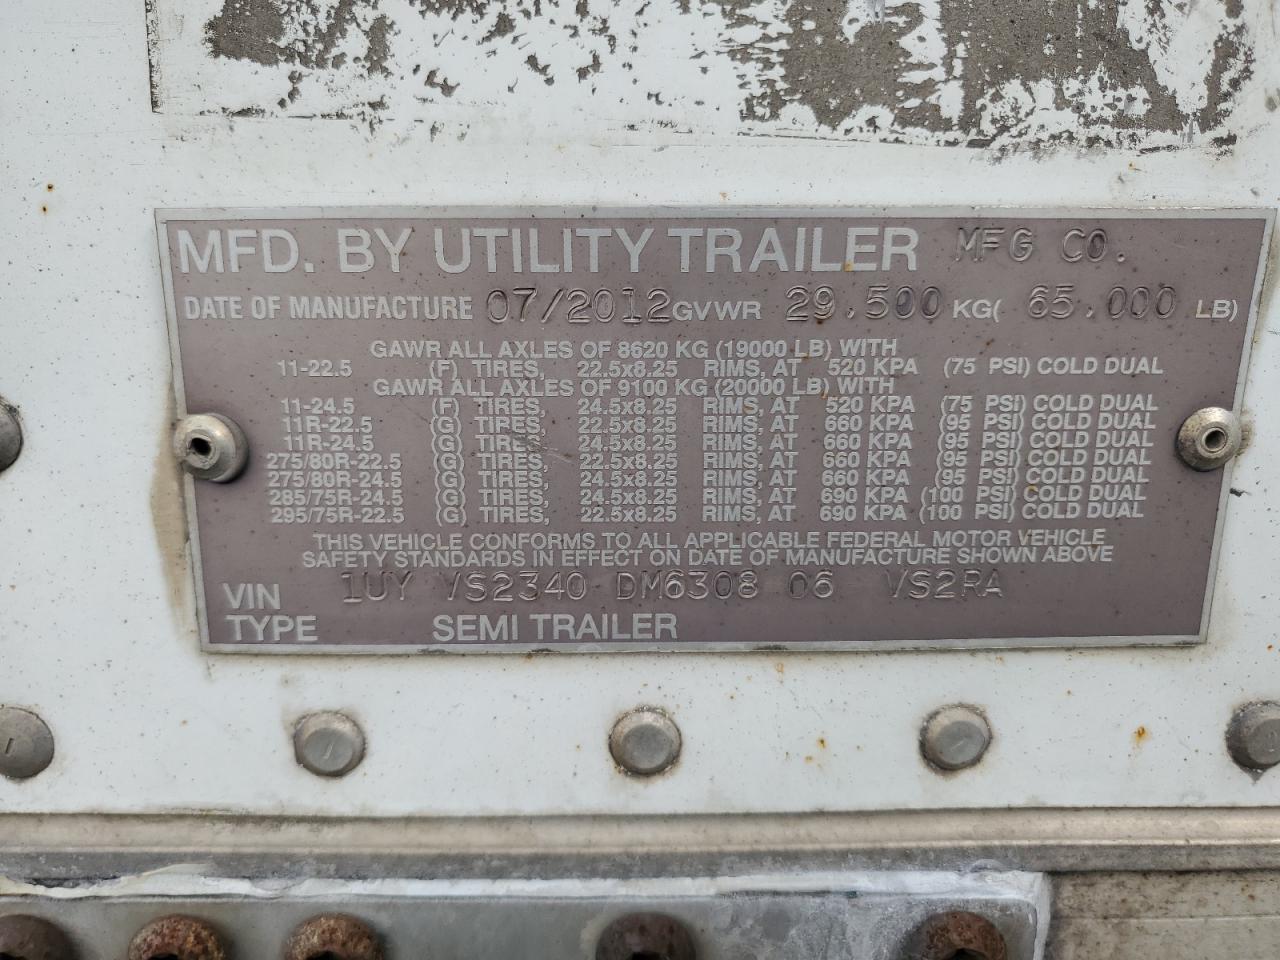 MFD. BY UTILITY TRAILER MFG CO.
DATE OF MANUFACTURE 07/2012 GVWR 29,500 KG( 65,000 LB)
GAWR ALL AXLES OF 8620 KG (19000 LB) WITH
11-22.5 (F) TIRES, 22.5x8.25 RIMS, AT 520 KPA (75 PSI) COLD DUAL
GAWR ALL AXLES OF 9100 KG (20000 LB) WITH
11-24.5 (F) TIRES, 24.5x8.25 RIMS, AT 520 KPA (75 PSI) COLD DUAL
11R-22.5 (G) TIRES, 22.5x8.25 RIMS, AT 660 KPA (95 PSI) COLD DUAL
11R-24.5 (G) TIRES, 24.5x8.25 RIMS, AT 660 KPA (95 PSI) COLD DUAL
275/80R-22.5 (G) TIRES, 22.5x8.25 RIMS, AT 660 KPA (95 PSI) COLD DUAL
275/80R-24.5 (G) TIRES, 24.5x8.25 RIMS, AT 660 KPA (95 PSI) COLD DUAL
285/75R-24.5 (G) TIRES, 24.5x8.25 RIMS, AT 690 KPA (100 PSI) COLD DUAL
295/75R-22.5 (G) TIRES, 22.5x8.25 RIMS, AT 690 KPA (100 PSI) COLD DUAL
THIS VEHICLE CONFORMS TO ALL APPLICABLE FEDERAL MOTOR VEHICLE
SAFETY STANDARDS IN EFFECT ON DATE OF MANUFACTURE SHOWN ABOVE
VIN 1UY VS2340 DM6308 06 VS2RA
TYPE SEMI TRAILER